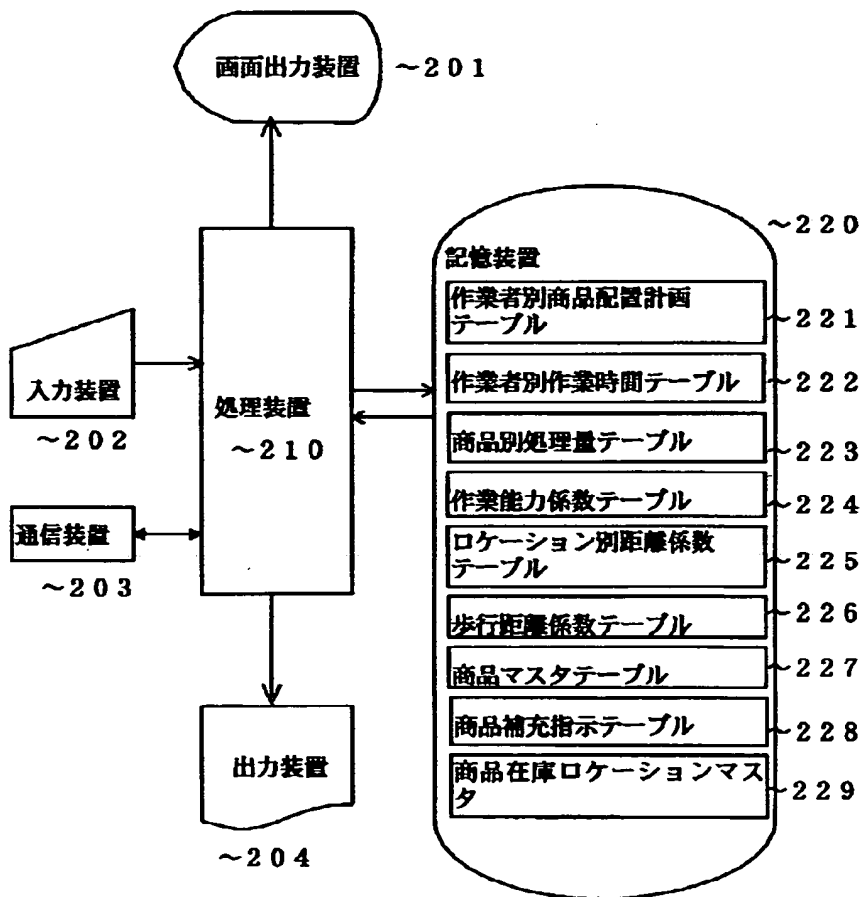 画面出力装置 ～201
～220
記憶装置
作業者別商品配置計画
テーブル ～221
作業者別作業時間テーブル ～222
商品別処理量テーブル ～223
作業能力係数テーブル ～224
ロケーション別距離係数
テーブル ～225
歩行距離係数テーブル ～226
商品マスタテーブル ～227
商品補充指示テーブル ～228
商品在庫ロケーションマス
タ ～229
入力装置
～202
処理装置
～210
通信装置
～203
出力装置
～204